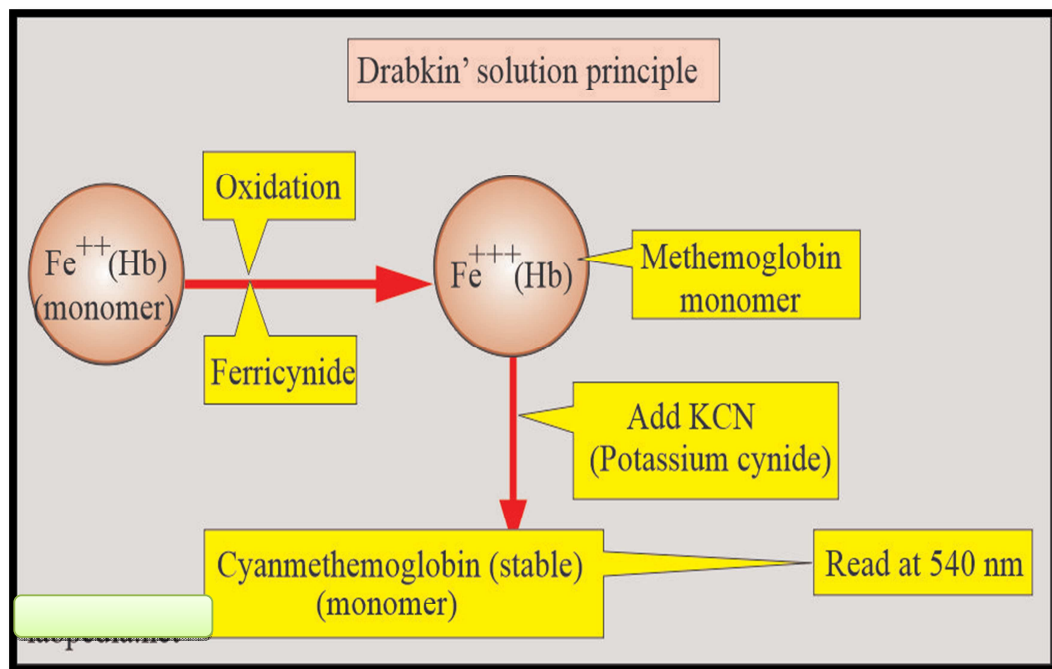 Drabkin' solution principle
Oxidation
Fe++(Hb)
(monomer)
Ferricynide
Fe+++(Hb)
Methemoglobin
monomer
Add KCN
(Potassium cynide)
Cyanmethemoglobin (stable)
(monomer)
Read at 540 nm